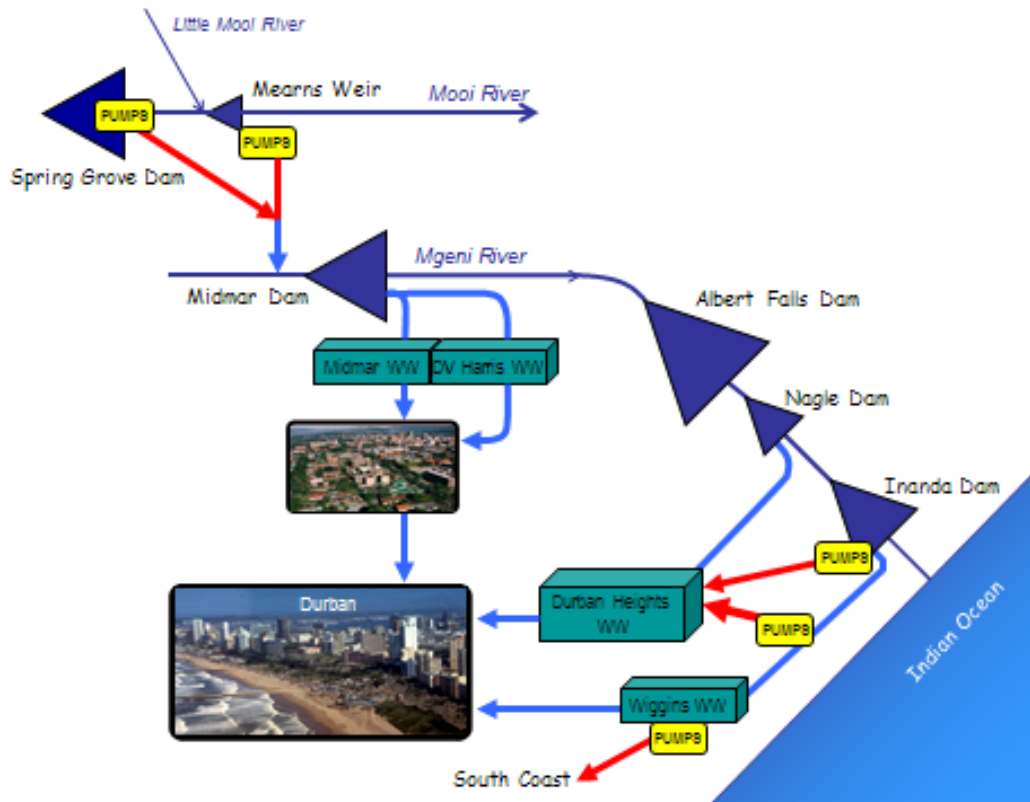 Little Mooi River
Mearns Weir
Mooi River
PUMPS
PUMPS
Spring Grove Dam
Mgeni River
Midmar Dam
Albert Falls Dam
Midmar WW
DV Harris WW
Nagle Dam
Inanda Dam
PUMPS
Durban
Durban Heights
WW
PUMPS
Indian Ocean
Wiggins WW
PUMPS
South Coast